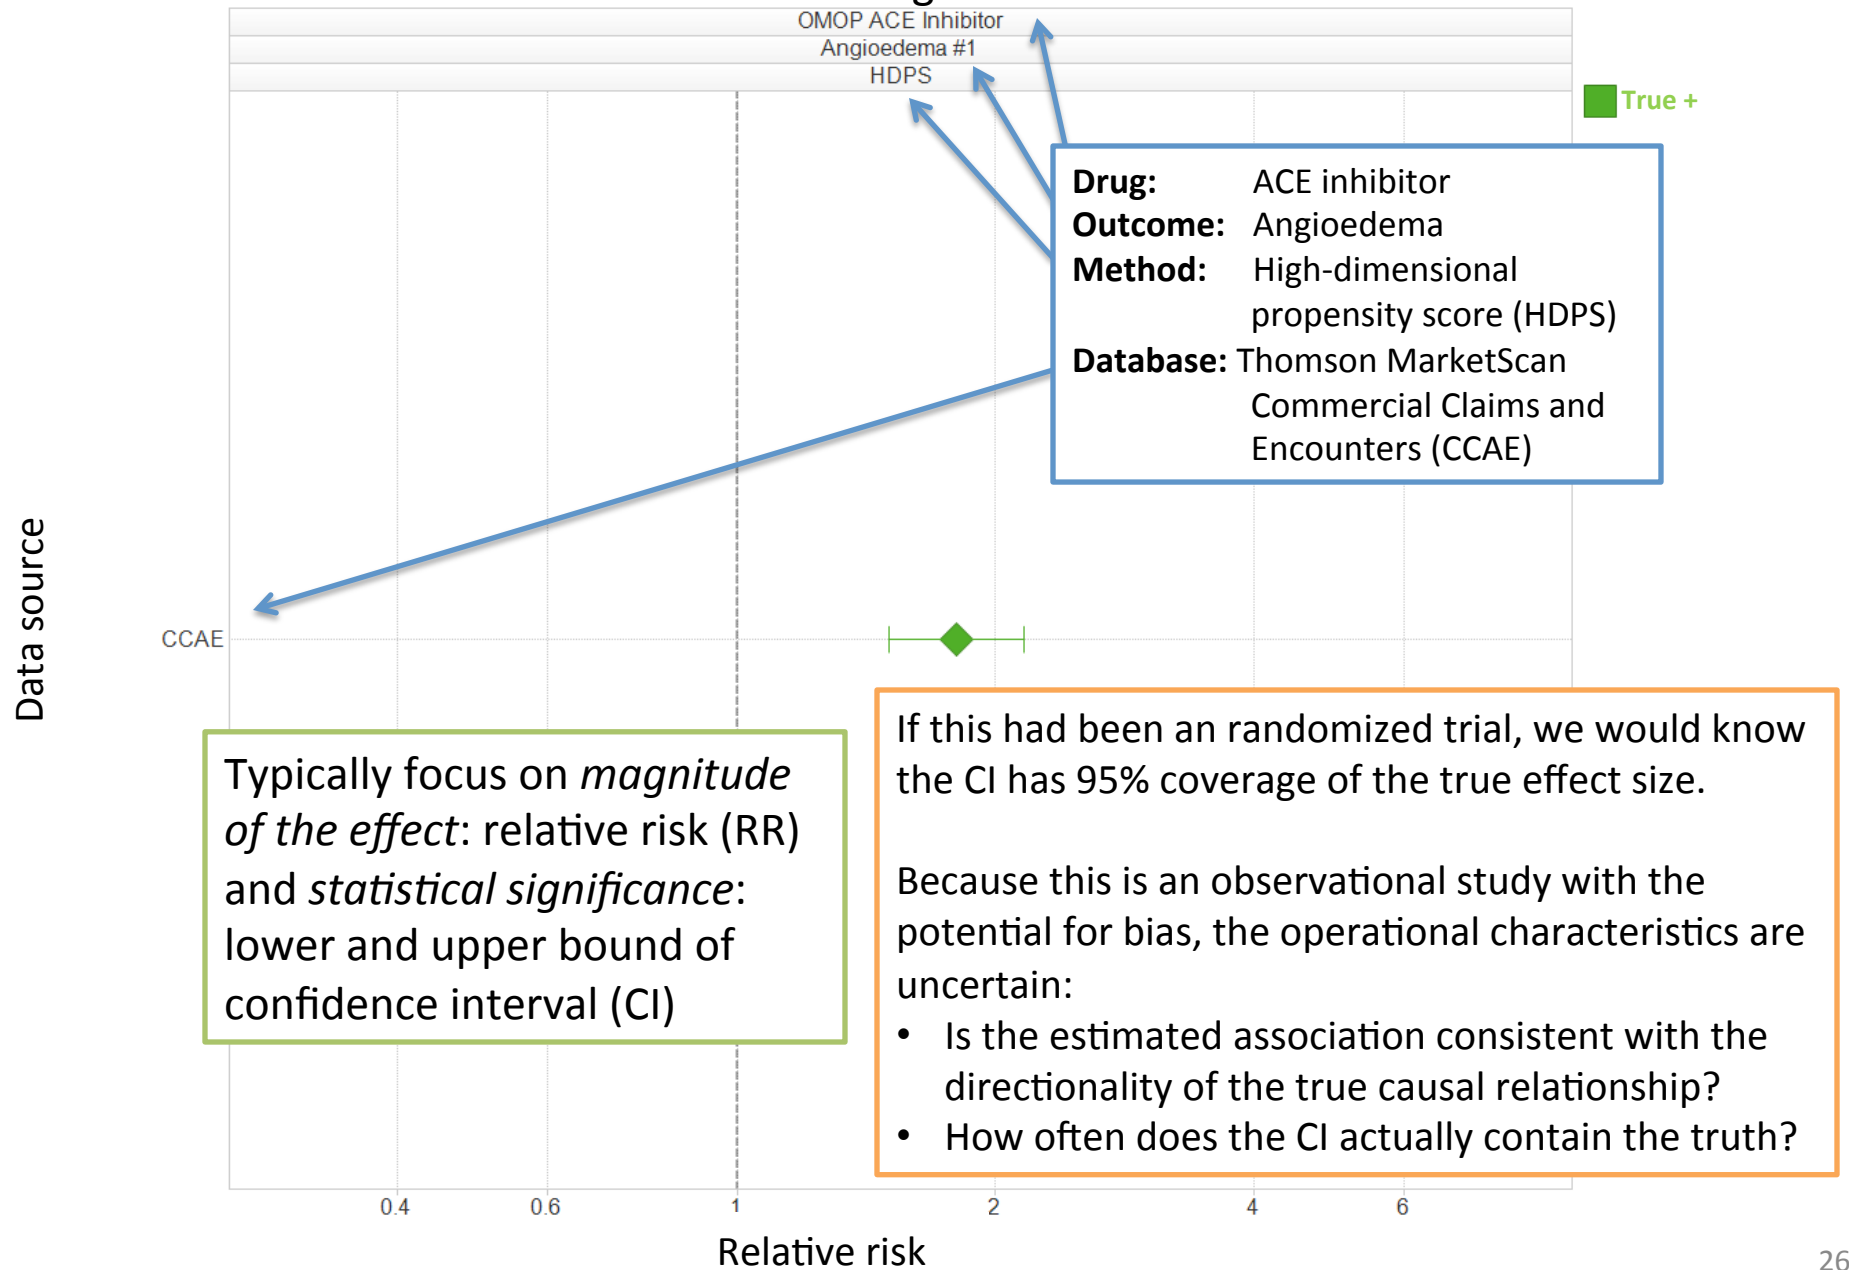 OMOP ACE Inhibitor
Angioedema #1
HDPS
True +
Drug: ACE inhibitor
Outcome: Angioedema
Method: High-dimensional
propensity score (HDPS)
Database: Thomson MarketScan
Commercial Claims and
Encounters (CCAE)
Data source
CCAE
Typically focus on magnitude
of the effect: relative risk (RR)
and statistical significance:
lower and upper bound of
confidence interval (CI)
If this had been an randomized trial, we would know
the CI has 95% coverage of the true effect size.
Because this is an observational study with the
potential for bias, the operational characteristics are
uncertain:
• Is the estimated association consistent with the
directionality of the true causal relationship?
• How often does the CI actually contain the truth?
0.4 0.6 1 2 4 6
Relative risk
26